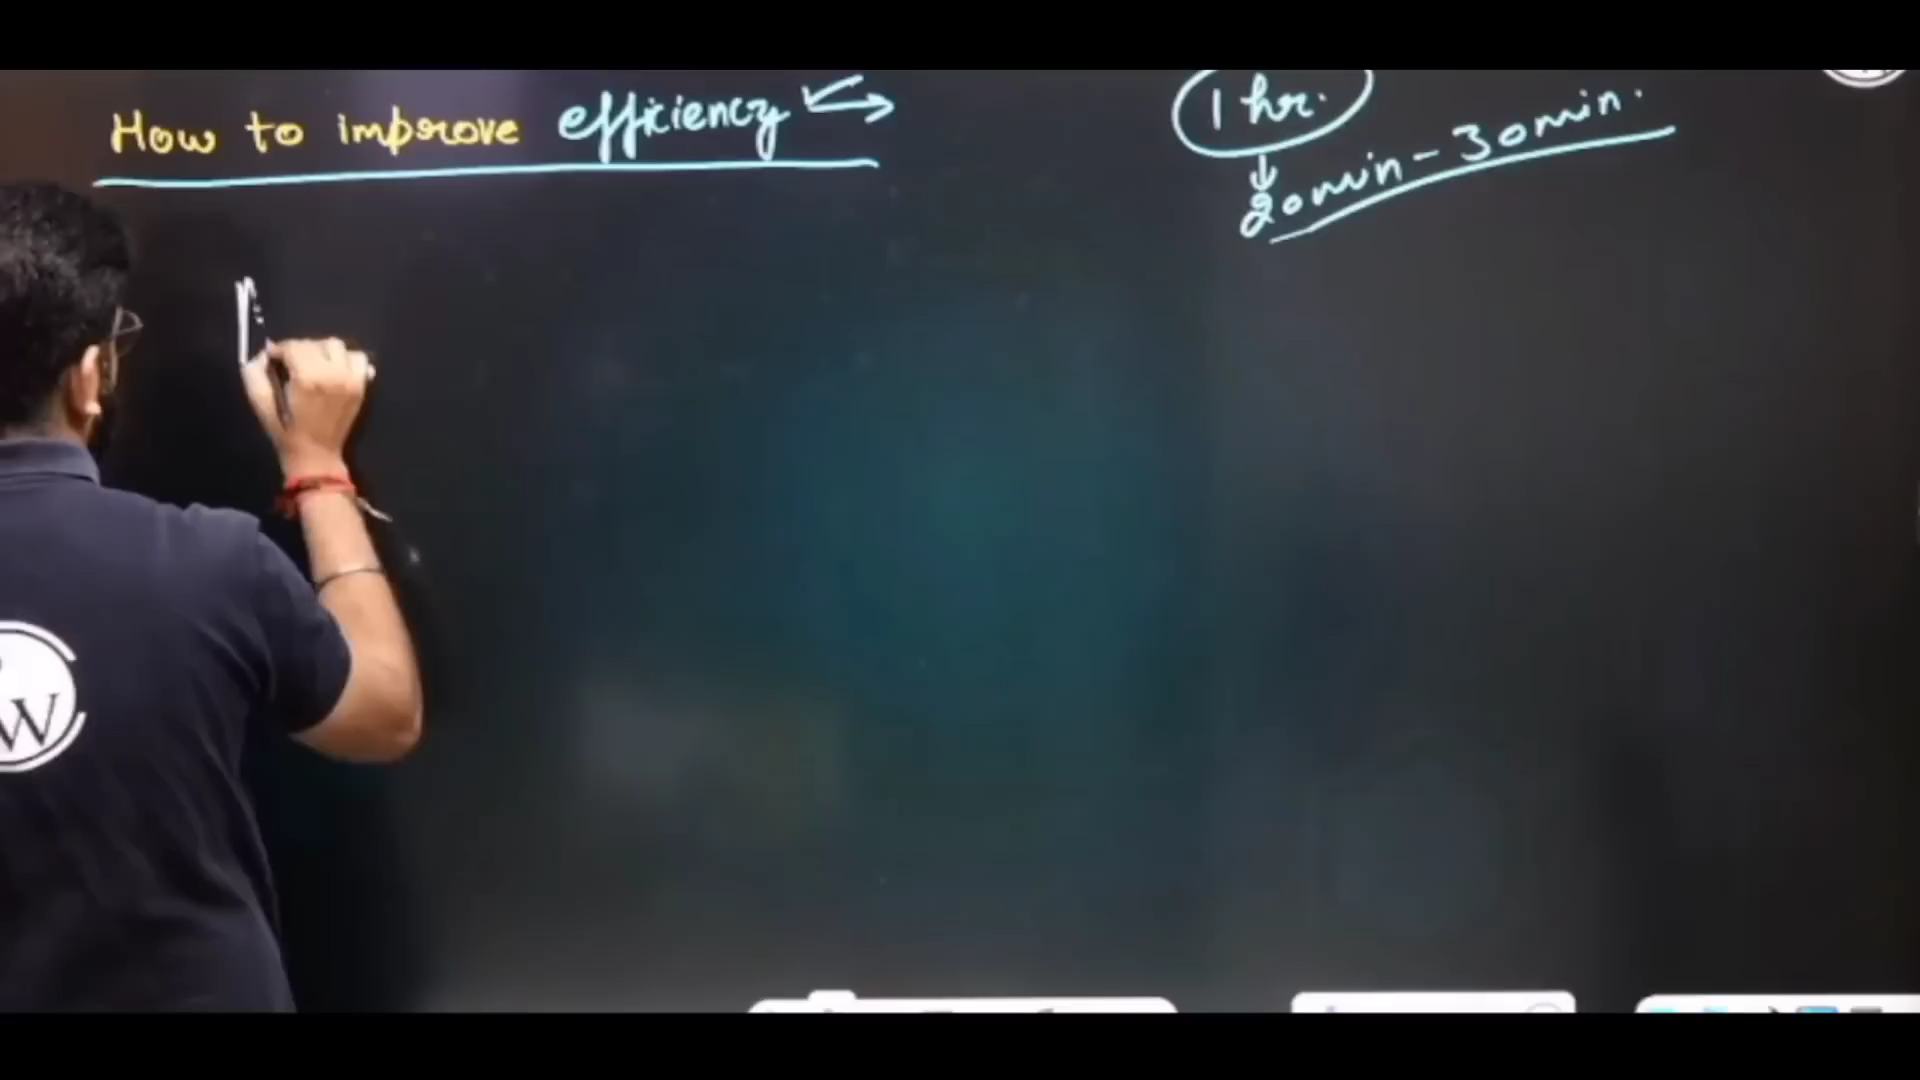 How to improve efficiency
1 hr.
20min - 30min.
W